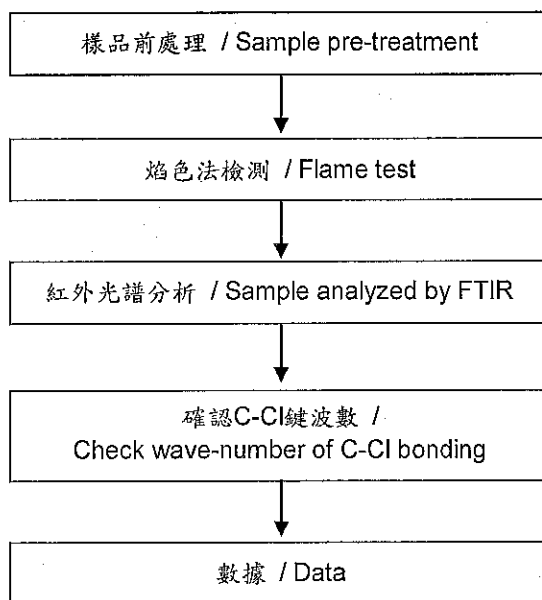 樣品前處理 / Sample pre-treatment
焰色法檢測 / Flame test
紅外光譜分析 / Sample analyzed by FTIR
確認C-Cl鍵波數 /
Check wave-number of C-Cl bonding
數據 / Data